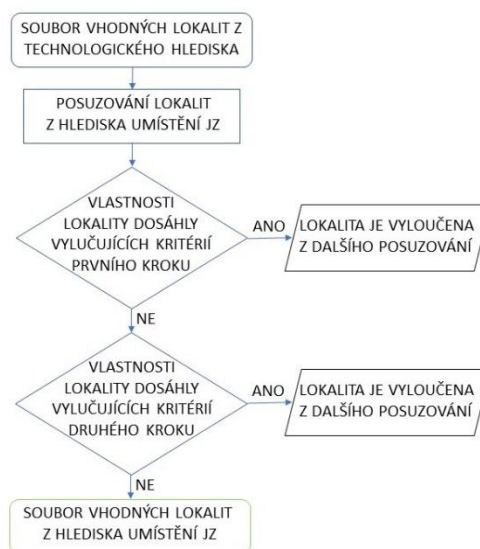 SOUBOR VHODNÝCH LOKALIT Z
TECHNOLOGICKÉHO HLEDISKA
POSUZOVÁNÍ LOKALIT
Z HLEDISKA UMÍSTĚNÍ JZ
VLASTNOSTI
LOKALITY DOSÁHLY
VYLUČUJÍCÍCH KRITÉRIÍ
PRVNÍHO KROKU
ANO
LOKALITA JE VYLOUČENA
Z DALŠÍHO POSUZOVÁNÍ
NE
VLASTNOSTI
LOKALITY DOSÁHLY
VYLUČUJÍCÍCH KRITÉRIÍ
DRUHÉHO KROKU
ANO
LOKALITA JE VYLOUČENA
Z DALŠÍHO POSUZOVÁNÍ
NE
SOUBOR VHODNÝCH LOKALIT
Z HLEDISKA UMÍSTĚNÍ JZ